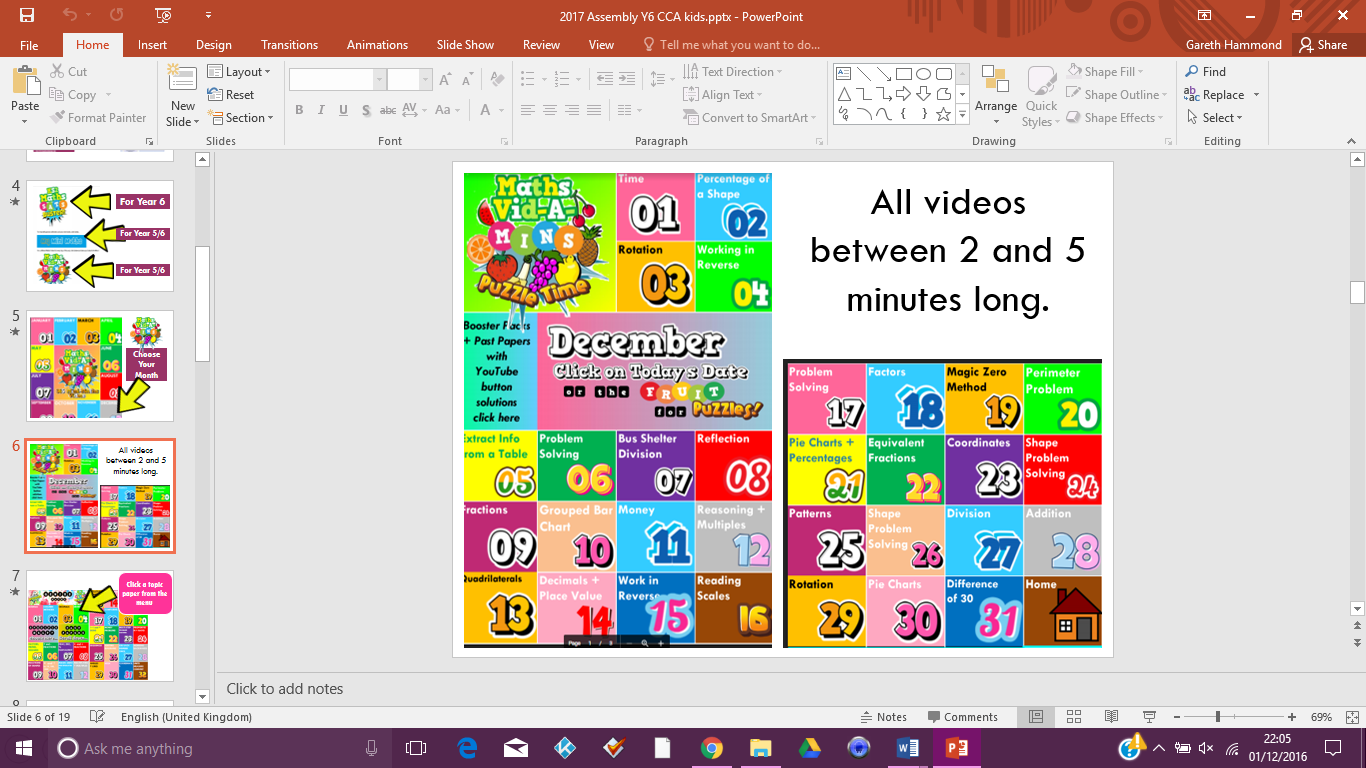 2017 Assembly Y6 CCA kids.pptx - PowerPoint
File
Home
Insert
Design
Transitions
Animations
Slide Show
Review
View
Tell me what you want to do...
Gareth Hammond
Share
Paste
Cut
Copy
Format Painter
Clipboard
New
Slide
Layout
Reset
Section
Slides
B I U S abc AV Aa A
Font
Text Direction
Align Text
Convert to SmartArt
Paragraph
Arrange
Quick
Styles
Shape Fill
Shape Outline
Shape Effects
Drawing
Find
Replace
Select
Editing
4
For Year 6
For Year 5/6
For Year 5/6
5
Choose
Your
Month
6
All videos
between 2 and 5
minutes long.
7
Click a topic
paper from the
menu
Maths
Vid-A-
MINS
Puzzle Time
Time
01
Percentage of
a Shape
02
Rotation
03
Working in
Reverse
04
Booster Packs
+ Past Papers
with
YouTube
button
solutions
click here
December
Click on Today's Date
or the FRUIT
for Puzzles!
Extract Info
from a Table
05
Problem
Solving
06
Bus Shelter
Division
07
Reflection
08
Fractions
09
Grouped Bar
Chart
10
Money
11
Reasoning +
Multiples
12
Quadrilaterals
13
Decimals +
Place Value
14
Work in
Reverse
15
Reading
Scales
16
Page 1 / 3
All videos
between 2 and 5
minutes long.
Problem
Solving
17
Factors
18
Magic Zero
Method
19
Perimeter
Problem
20
Pie Charts +
Percentages
21
Equivalent
Fractions
22
Coordinates
23
Shape
Problem
Solving
24
Patterns
25
Shape
Problem
Solving
26
Division
27
Addition
28
Rotation
29
Pie Charts
30
Difference
of 30
31
Home
Click to add notes
Slide 6 of 19
English (United Kingdom)
Notes
Comments
69%
Ask me anything
22:05
01/12/2016